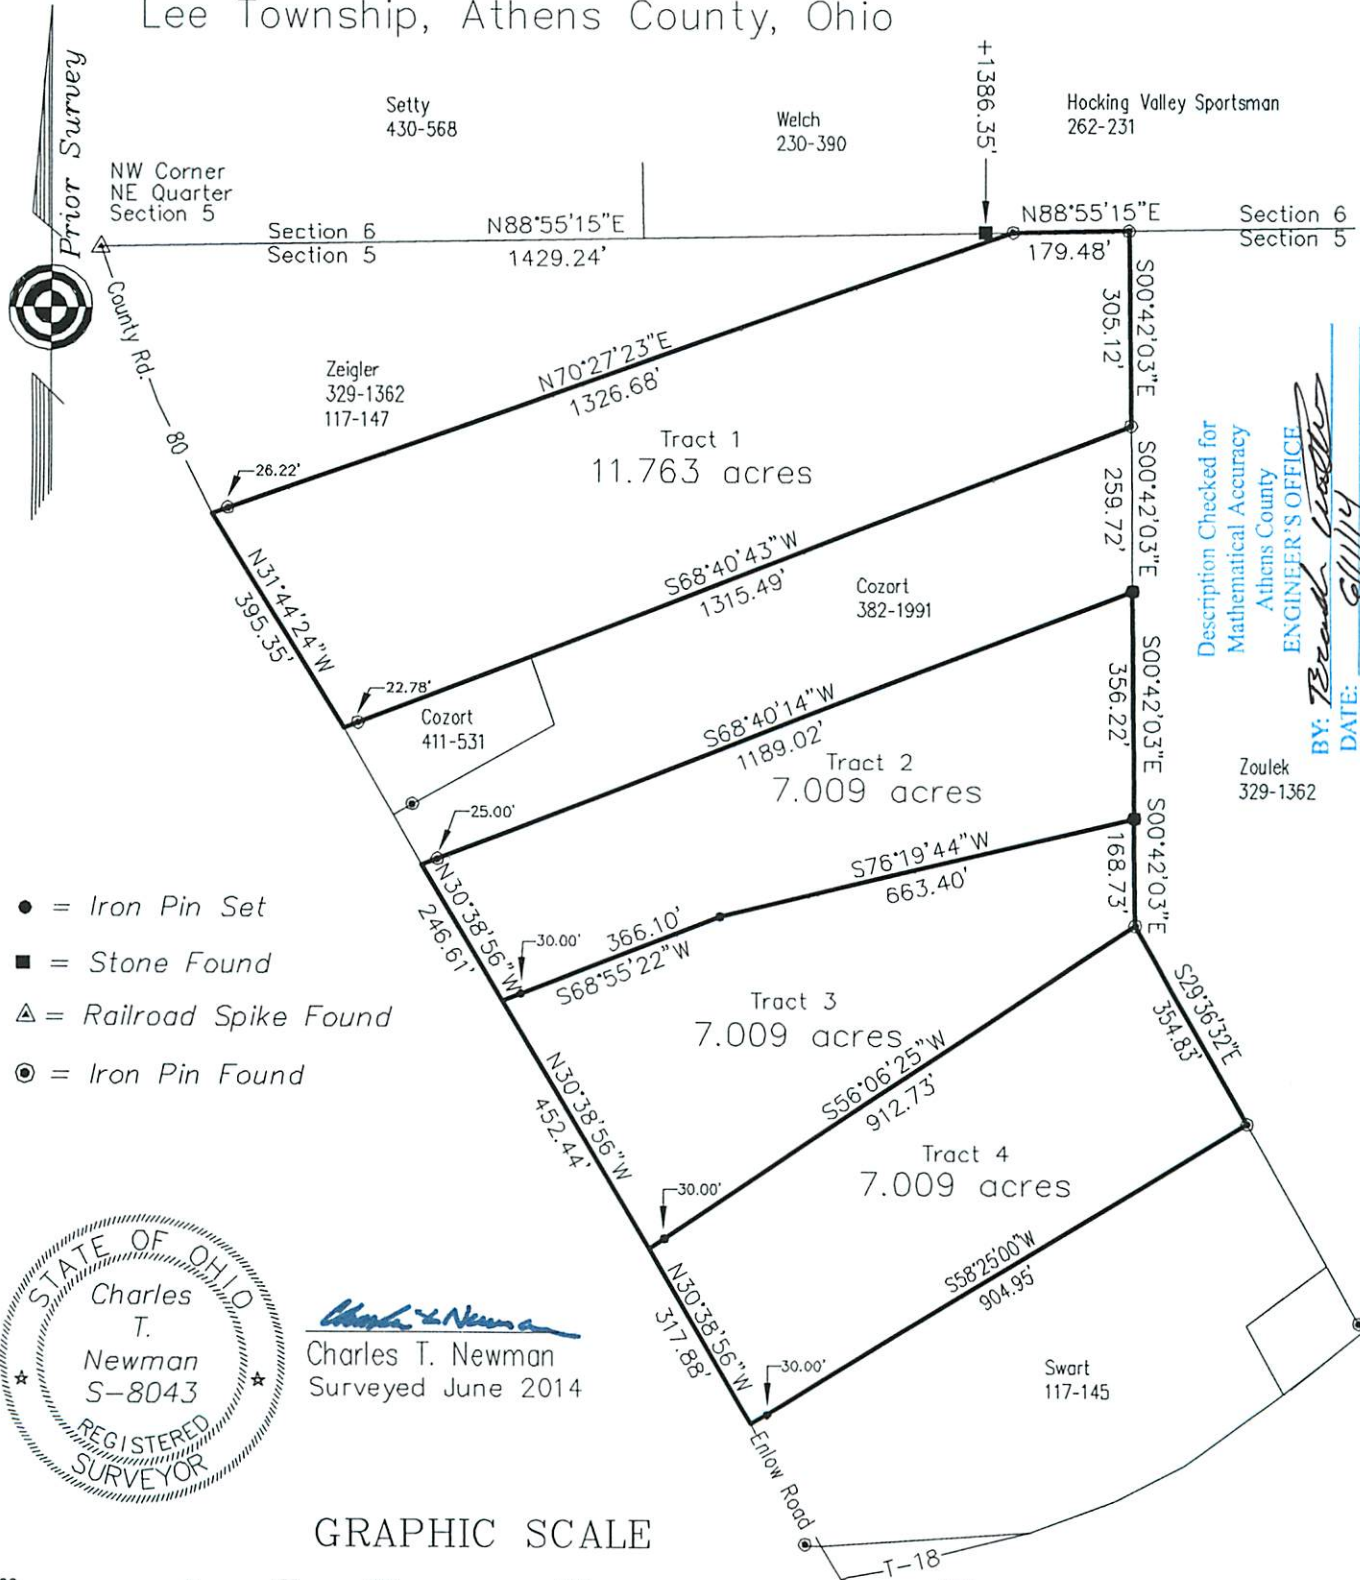 Lee Township, Athens County, Ohio
Prior Survey
Setty
430-568
Welch
230-390
+1386.35'
Hocking Valley Sportsman
262-231
NW Corner
NE Quarter
Section 5
Section 6
Section 5
N88°55'15"E
1429.24'
N88°55'15"E
179.48'
Section 6
Section 5
County Rd.
80
Zeigler
329-1362
117-147
N70°27'23"E
1326.68'
S00°42'03"E
305.12'
26.22'
Tract 1
11.763 acres
N31°44'24"W
395.35'
S68°40'43"W
1315.49'
S00°42'03"E
259.72'
Cozort
382-1991
22.78'
Cozort
411-531
Description Checked for
Mathematical Accuracy
Athens County
ENGINEER'S OFFICE
BY:
DATE: 6/11/14
S68°40'14"W
1189.02'
S00°42'03"E
356.22'
Tract 2
7.009 acres
Zoulek
329-1362
25.00'
N30°38'56"W
246.61'
S76°19'44"W
663.40'
S00°42'03"E
168.73'
30.00'
366.10'
S68°55'22"W
● = Iron Pin Set
■ = Stone Found
= Railroad Spike Found
= Iron Pin Found
Tract 3
7.009 acres
S29°36'32"E
354.83'
N30°38'56"W
452.44'
S56°06'25"W
912.73'
Tract 4
7.009 acres
30.00'
N30°38'56"W
317.88'
S58°25'00"W
904.95'
30.00'
Swart
117-145
STATE OF OHIO
Charles
T.
Newman
S-8043
REGISTERED
SURVEYOR
Charles T. Newman
Charles T. Newman
Surveyed June 2014
Enlow Road
T-18
GRAPHIC SCALE